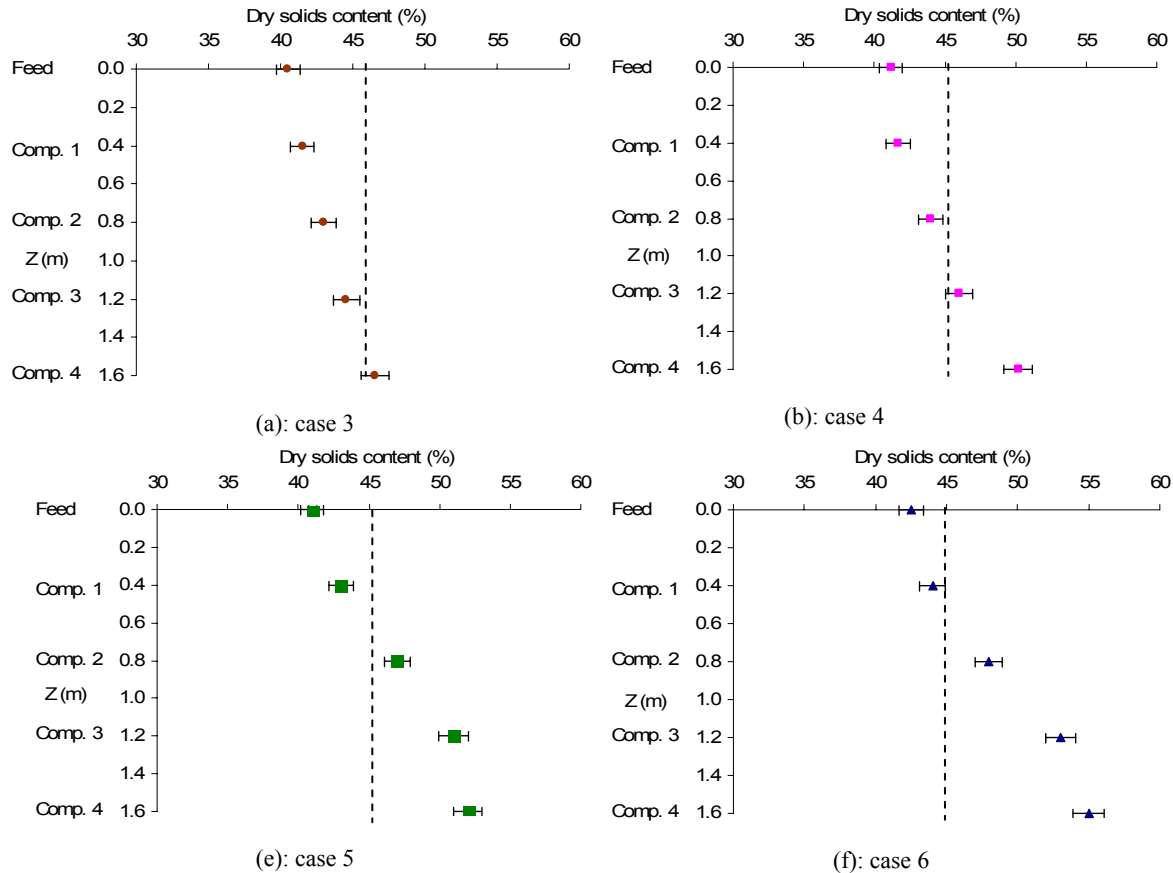 Dry solids content (%)
30 35 40 45 50 55 60
Feed 0.0
0.2
Comp. 1 0.4
0.6
Comp. 2 0.8
Z (m) 1.0
Comp. 3 1.2
1.4
Comp. 4 1.6
(a): case 3
Dry solids content (%)
30 35 40 45 50 55 60
Feed 0.0
0.2
Comp. 1 0.4
0.6
Comp. 2 0.8
Z (m) 1.0
Comp. 3 1.2
1.4
Comp. 4 1.6
(b): case 4
Dry solids content (%)
30 35 40 45 50 55 60
Feed 0.0
0.2
Comp. 1 0.4
0.6
Comp. 2 0.8
Z (m) 1.0
Comp. 3 1.2
1.4
Comp. 4 1.6
(e): case 5
Dry solids content (%)
30 35 40 45 50 55 60
Feed 0.0
0.2
Comp. 1 0.4
0.6
Comp. 2 0.8
Z (m) 1.0
Comp. 3 1.2
1.4
Comp. 4 1.6
(f): case 6